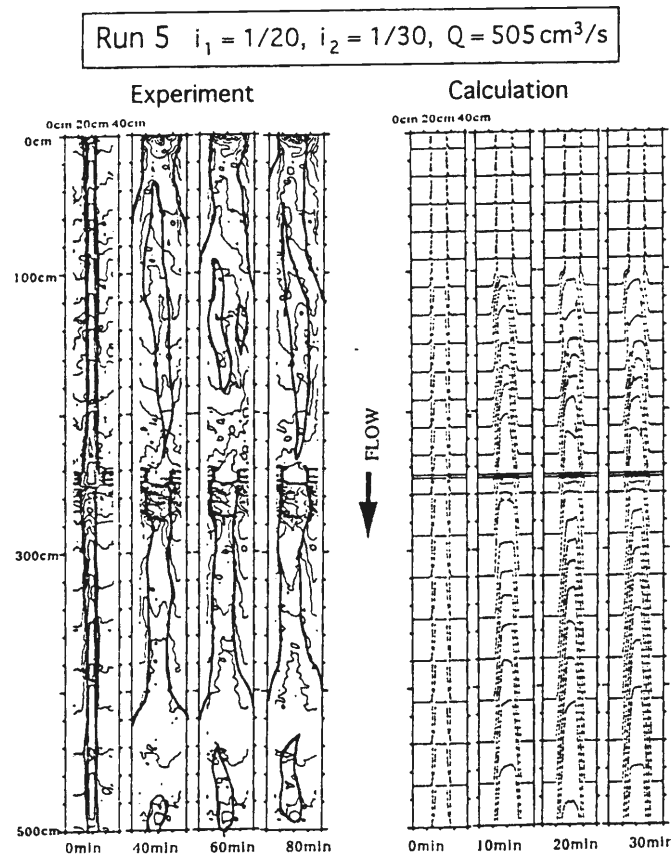 Run 5 i₁ = 1/20, i₂ = 1/30, Q = 505 cm³/s
Experiment
Calculation
0cm 20cm 40cm
0cm 20cm 40cm
0cm
100cm
FLOW
300cm
500cm
0min 40min 60min 80min
0min 10min 20min 30min